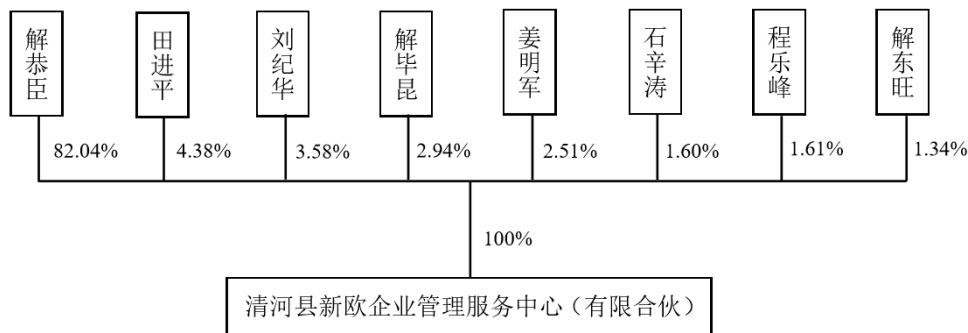 解恭臣
田进平
刘纪华
解毕昆
姜明军
石辛涛
程乐峰
解东旺
82.04%
4.38%
3.58%
2.94%
2.51%
1.60%
1.61%
1.34%
100%
清河县新欧企业管理服务中心（有限合伙）